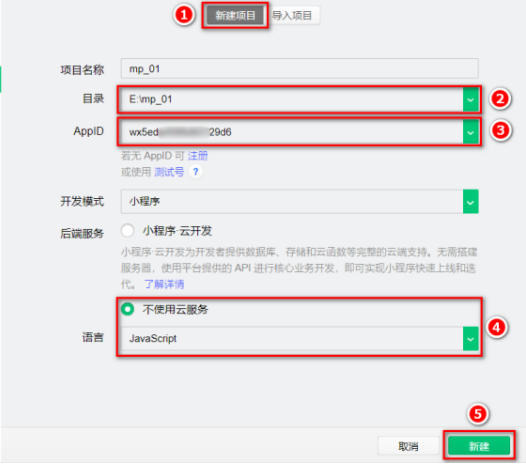 1 新建项目 导入项目
项目名称 mp_01
目录 E:\mp_01 2
AppID wx5ed 29d6 3
若无 AppID 可 注册
或使用 测试号 ?
开发模式 小程序
后端服务 小程序·云开发
小程序·云开发为开发者提供数据库、存储和云函数等完整的云端支持。无需搭建
服务器，使用平台提供的 API 进行核心业务开发，即可实现小程序快速上线和迭
代。 了解详情
不使用云服务
4
语言 JavaScript
5
取消 新建